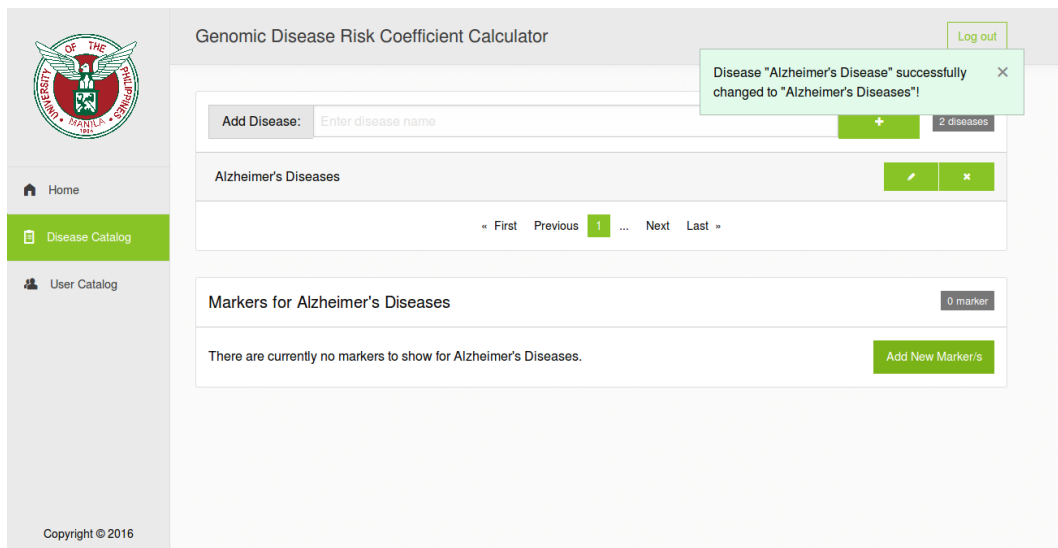 Genomic Disease Risk Coefficient Calculator
Log out
Disease "Alzheimer's Disease" successfully
changed to "Alzheimer's Diseases"!
UNIVERSITY OF THE PHILIPPINES
MANILA
Add Disease:
Enter disease name
2 diseases
Alzheimer's Diseases
« First Previous 1 ... Next Last »
Home
Disease Catalog
User Catalog
Markers for Alzheimer's Diseases
0 marker
There are currently no markers to show for Alzheimer's Diseases.
Add New Marker/s
Copyright © 2016